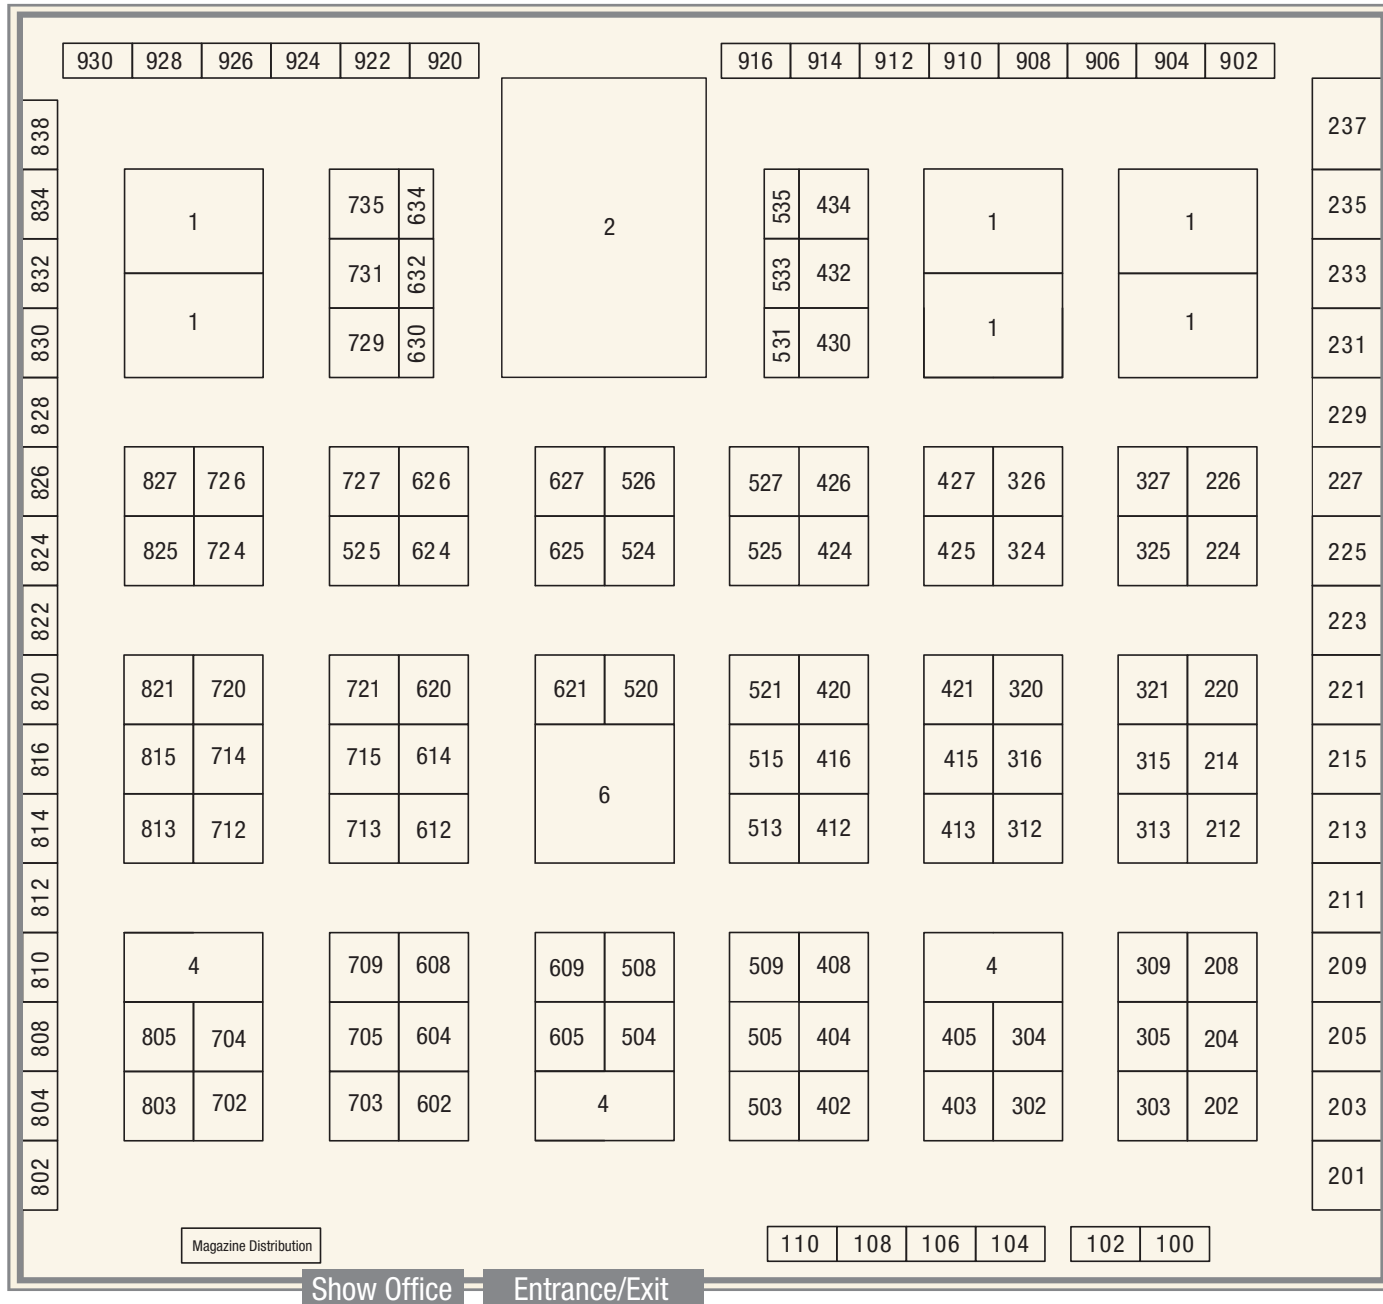 930 928 926 924 922 920 916 914 912 910 908 906 904 902
838 237
834 1 735 634 2 535 434 1 1 235
832 731 632 533 432 233
830 1 729 630 531 430 1 1 231
828 229
826 827 726 727 626 627 526 527 426 427 326 327 226 227
824 825 724 525 624 625 524 525 424 425 324 325 224 225
822 223
820 821 720 721 620 621 520 521 420 421 320 321 220 221
816 815 714 715 614 6 515 416 415 316 315 214 215
814 813 712 713 612 513 412 413 312 313 212 213
812 211
810 4 709 608 609 508 509 408 4 309 208 209
808 805 704 705 604 605 504 505 404 405 304 305 204 205
804 803 702 703 602 4 503 402 403 302 303 202 203
802 201
Magazine Distribution 110 108 106 104 102 100
Show Office Entrance/Exit